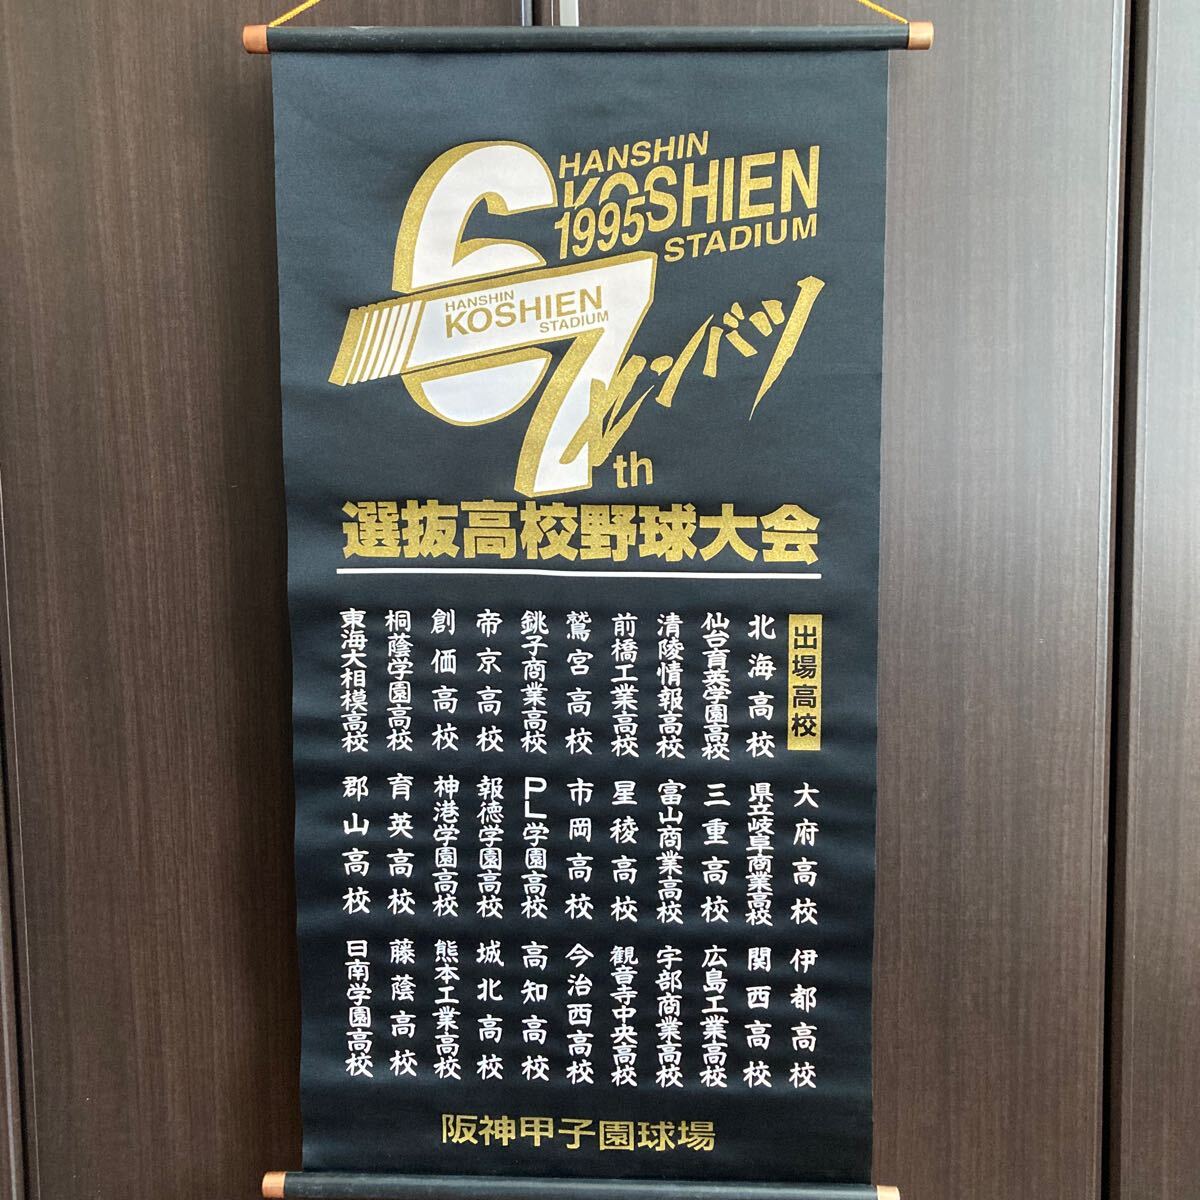 HANSHIN
KOSHIEN
1995
STADIUM
67th
HANSHIN
KOSHIEN
STADIUM
センバツ
選抜高校野球大会
出場高校
北海高校
仙台育英学園高校
清陵情報高校
前橋工業高校
鷲宮高校
銚子商業高校
帝京高校
創価高校
桐蔭学園高校
東海大相模高校
大府高校
県立岐阜商業高校
三重高校
富山商業高校
星稜高校
市岡高校
PL学園高校
報徳学園高校
神港学園高校
育英高校
郡山高校
伊都高校
関西高校
広島工業高校
宇部商業高校
観音寺中央高校
今治西高校
高知高校
城北高校
熊本工業高校
藤蔭高校
日南学園高校
阪神甲子園球場